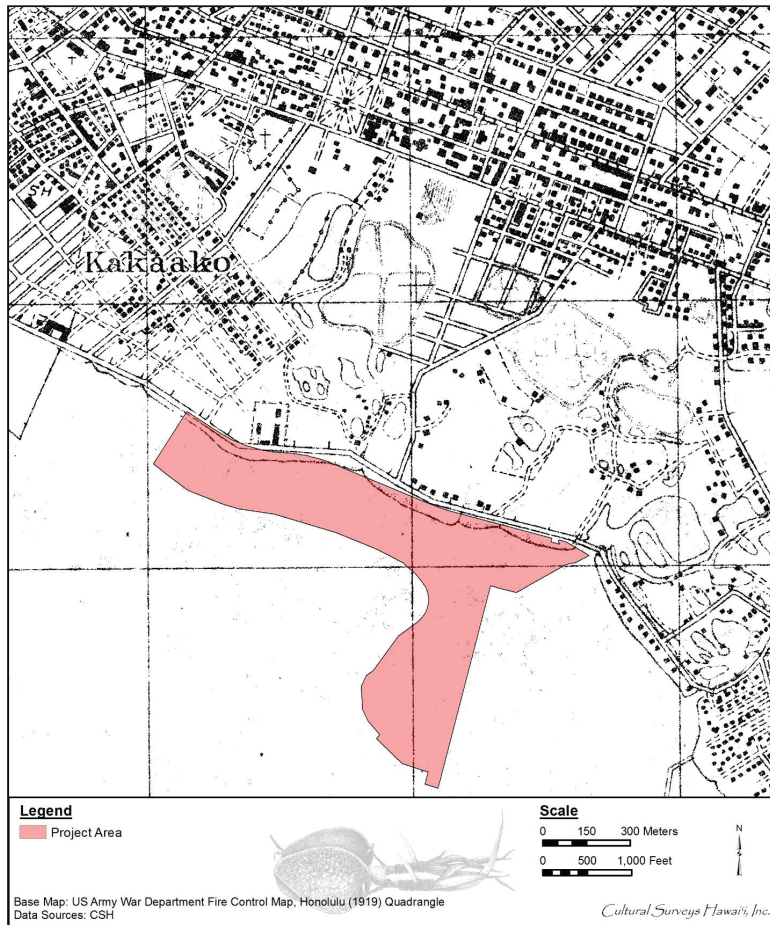 SH
Kakaako
Legend
Project Area
Scale
0 150 300 Meters
0 500 1,000 Feet
N
Base Map: US Army War Department Fire Control Map, Honolulu (1919) Quadrangle
Data Sources: CSH
Cultural Surveys Hawai'i, Inc.